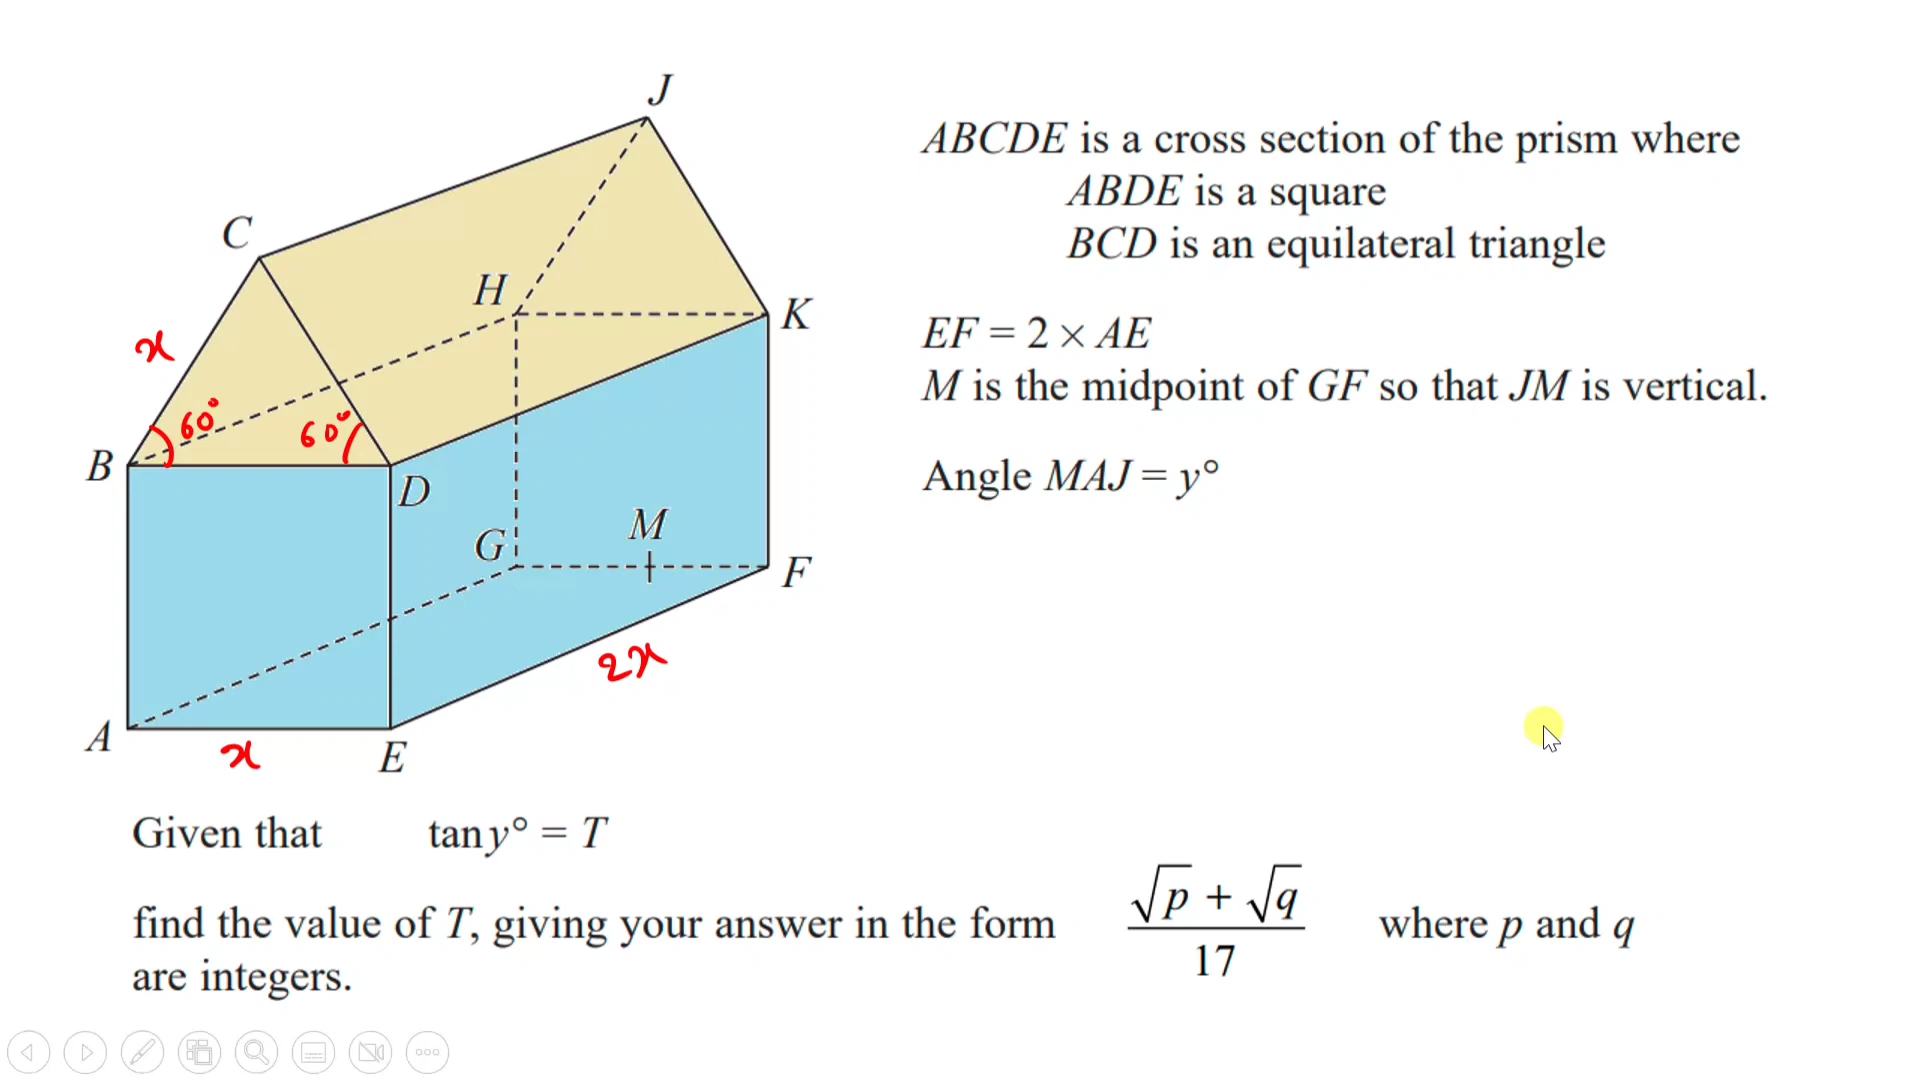 J
C
H
K
x
60°
60°
B
D
M
G
F
2x
A
x
E
ABCDE is a cross section of the prism where
ABDE is a square
BCD is an equilateral triangle
EF = 2 × AE
M is the midpoint of GF so that JM is vertical.
Angle MAJ = y°
Given that tan y° = T
find the value of T, giving your answer in the form (√p + √q)/17 where p and q
are integers.